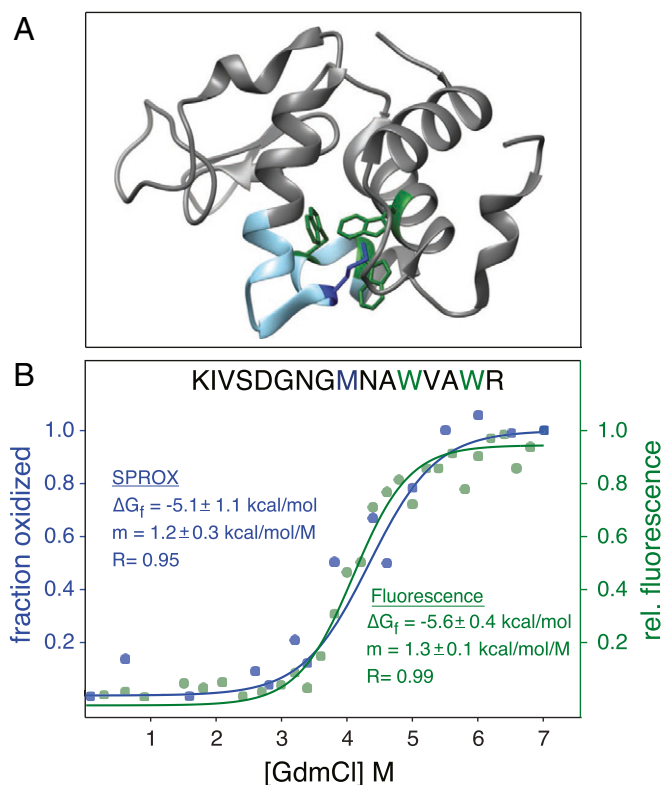 A
B
KIVSDGNGMNAWVAWR
fraction oxidized
1.0
0.8
0.6
0.4
0.2
SPROX
ΔGf = -5.1± 1.1 kcal/mol
m = 1.2±0.3 kcal/mol/M
R= 0.95
Fluorescence
ΔGf = -5.6± 0.4 kcal/mol
m = 1.3±0.1 kcal/mol/M
R= 0.99
1.0
0.8
0.6
0.4
0.2
rel. fluorescence
1 2 3 4 5 6 7
[GdmCl] M